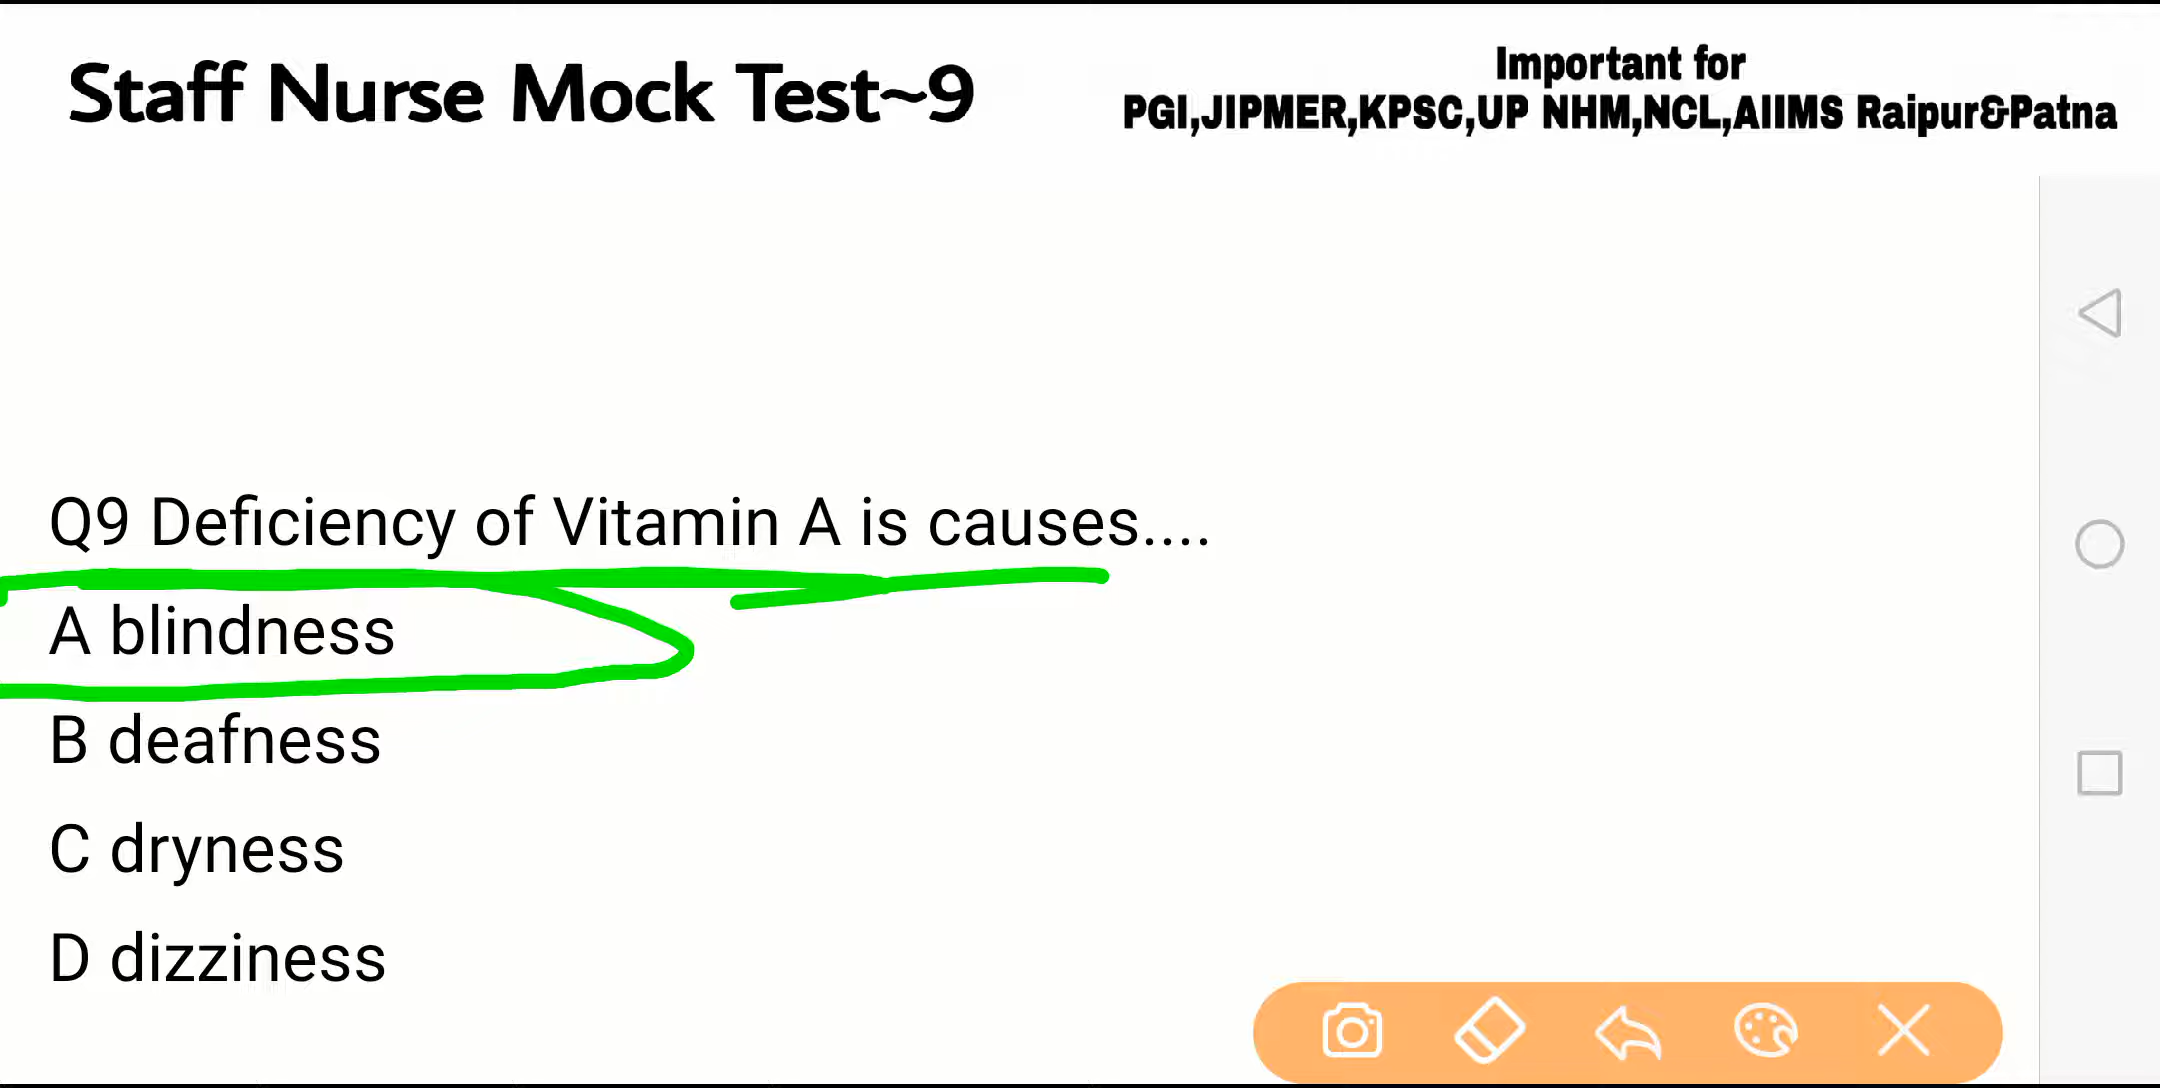 Staff Nurse Mock Test~9
Important for
PGI,JIPMER,KPSC,UP NHM,NCL,AIIMS Raipur&Patna
Q9 Deficiency of Vitamin A is causes....
A blindness
B deafness
C dryness
D dizziness